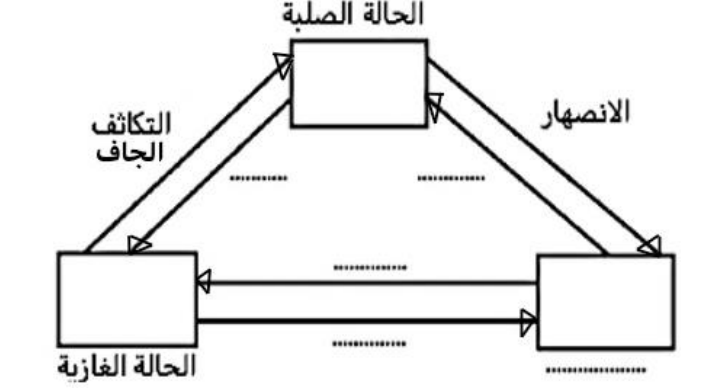 الحالة الصلبة
الانصهار
التكاثف
الجاف
............
............
............
............
الحالة الغازية
................